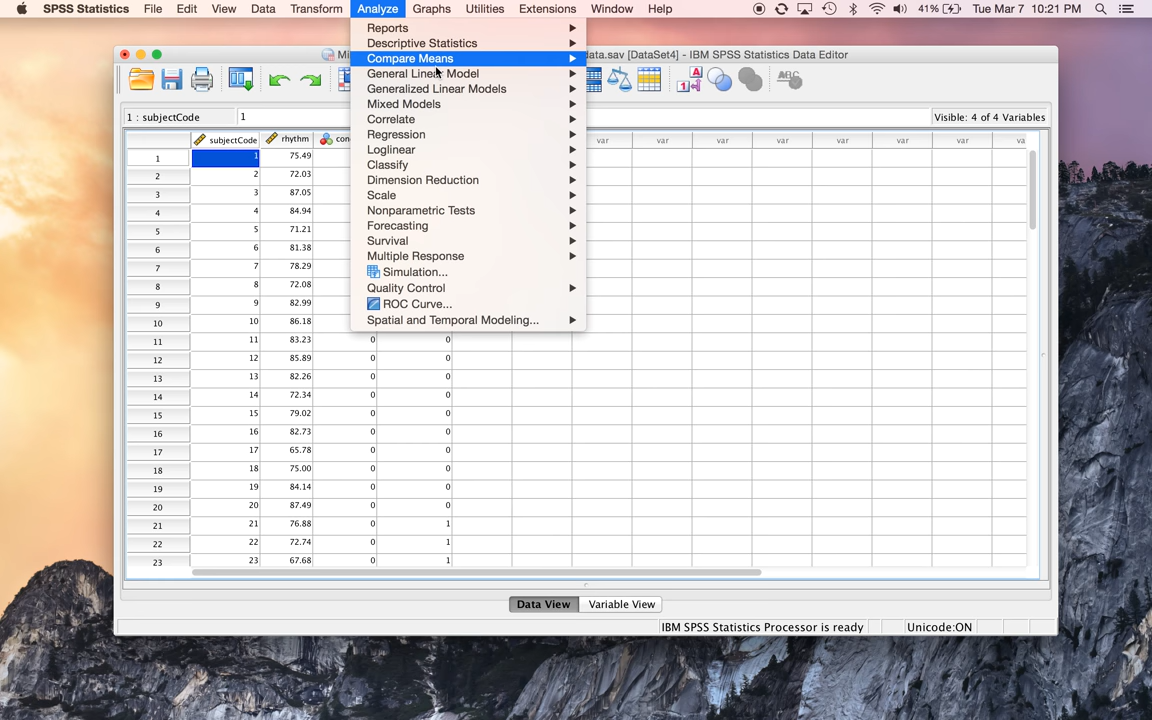 SPSS Statistics File Edit View Data Transform Analyze Graphs Utilities Extensions Window Help 41% Tue Mar 7 10:21 PM
Mi data.sav [DataSet4] - IBM SPSS Statistics Data Editor
Reports
Descriptive Statistics
Compare Means
General Linear Model
Generalized Linear Models
Mixed Models
Correlate
Regression
Loglinear
Classify
Dimension Reduction
Scale
Nonparametric Tests
Forecasting
Survival
Multiple Response
Simulation...
Quality Control
ROC Curve...
Spatial and Temporal Modeling...
1 : subjectCode 1 Visible: 4 of 4 Variables
subjectCode rhythm con var var var var var var var va
1 1 75.49
2 2 72.03
3 3 87.05
4 4 84.94
5 5 71.21
6 6 81.38
7 7 78.29
8 8 72.08
9 9 82.99
10 10 86.18
11 11 83.23 0 0
12 12 85.89 0 0
13 13 82.26 0 0
14 14 72.34 0 0
15 15 79.02 0 0
16 16 82.73 0 0
17 17 65.78 0 0
18 18 75.00 0 0
19 19 84.14 0 0
20 20 87.49 0 0
21 21 76.88 0 1
22 22 72.74 0 1
23 23 67.68 0 1
Data View Variable View
IBM SPSS Statistics Processor is ready Unicode:ON